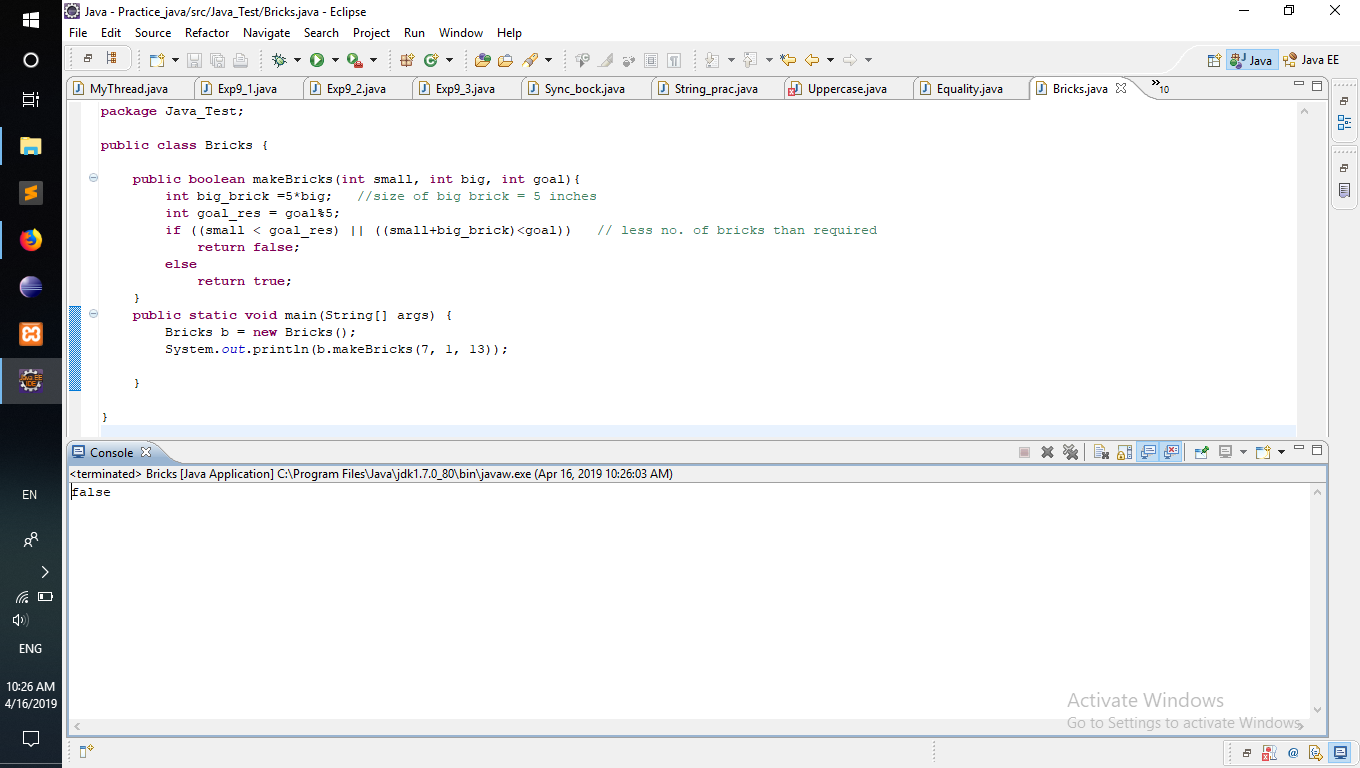 Java - Practice_java/src/Java_Test/Bricks.java - Eclipse
File Edit Source Refactor Navigate Search Project Run Window Help
Java Java EE
MyThread.java Exp9_1.java Exp9_2.java Exp9_3.java Sync_bock.java String_prac.java Uppercase.java Equality.java Bricks.java »10
package Java_Test;
public class Bricks {
public boolean makeBricks(int small, int big, int goal){
int big_brick =5*big; //size of big brick = 5 inches
int goal_res = goal%5;
if ((small < goal_res) || ((small+big_brick)<goal)) // less no. of bricks than required
return false;
else
return true;
}
public static void main(String[] args) {
Bricks b = new Bricks();
System.out.println(b.makeBricks(7, 1, 13));
}
}
Console
<terminated> Bricks [Java Application] C:\Program Files\Java\jdk1.7.0_80\bin\javaw.exe (Apr 16, 2019 10:26:03 AM)
false
Activate Windows
Go to Settings to activate Windows.
EN
ENG
10:26 AM
4/16/2019